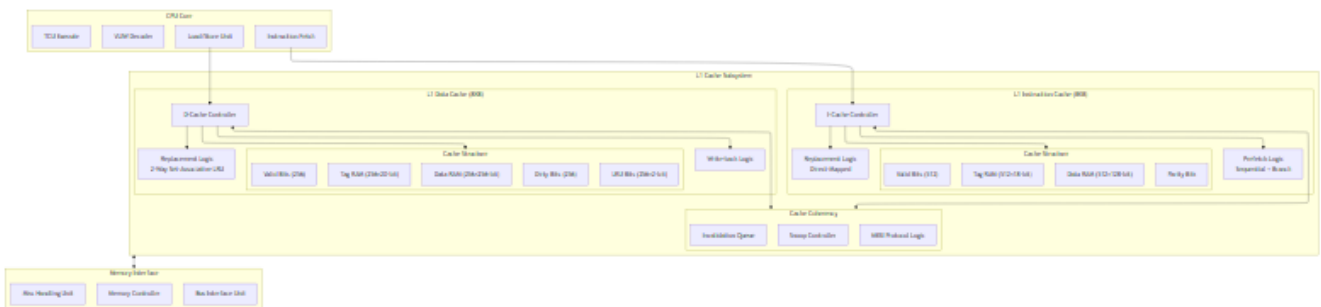 CPU Core
TCU Execute
VLIW Decoder
Load/Store Unit
Instruction Fetch
L1 Cache Subsystem
L1 Data Cache (8KB)
L1 Instruction Cache (8KB)
D-Cache Controller
I-Cache Controller
Replacement Logic
2-Way Set-Associative LRU
Cache Structure
Valid Bits (256)
Tag RAM (256×20-bit)
Data RAM (256×256-bit)
Dirty Bits (256)
LRU Bits (256×2-bit)
Write-back Logic
Replacement Logic
Direct-Mapped
Cache Structure
Valid Bits (512)
Tag RAM (512×18-bit)
Data RAM (512×128-bit)
Parity Bits
Prefetch Logic
Sequential + Branch
Cache Coherency
Invalidation Queue
Snoop Controller
MESI Protocol Logic
Memory Interface
Memory Controller
Bus Interface Unit